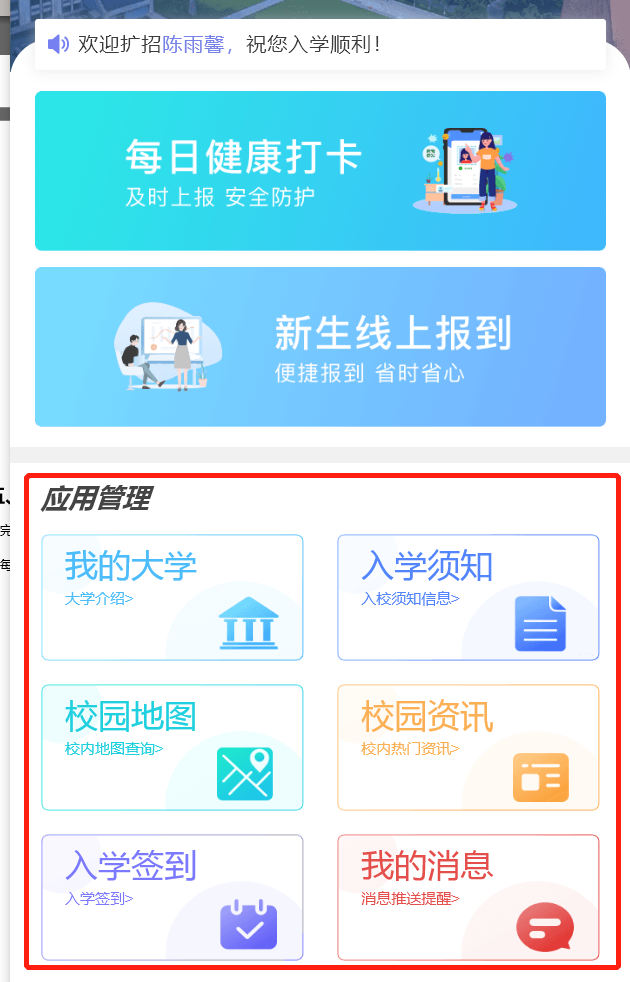 欢迎扩招陈雨馨，祝您入学顺利！
每日健康打卡
及时上报 安全防护
新生线上报到
便捷报到 省时省心
应用管理
我的大学
大学介绍>
入学须知
入校须知信息>
校园地图
校内地图查询>
校园资讯
校内热门资讯>
入学签到
入学签到>
我的消息
消息推送提醒>
完
每